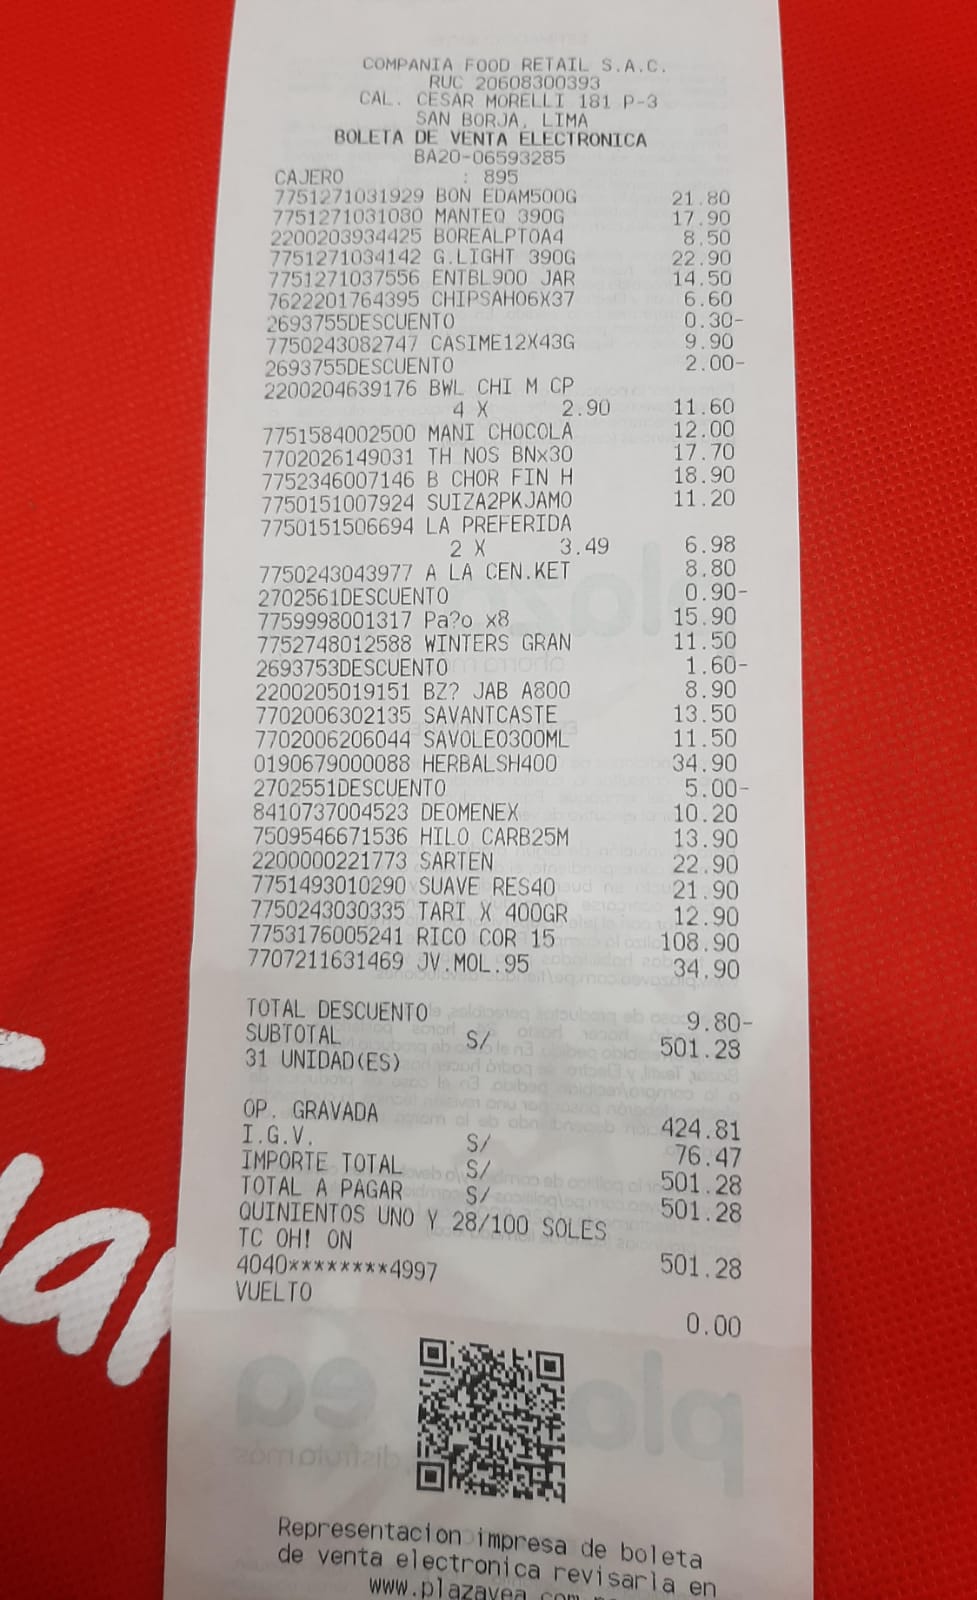 COMPANIA FOOD RETAIL S.A.C.
RUC 20608300393
CAL. CESAR MORELLI 181 P-3
SAN BORJA, LIMA
BOLETA DE VENTA ELECTRONICA
BA20-06593285
CAJERO : 895
7751271031929 BON EDAM500G 21.80
7751271031080 MANTEQ 390G 17.90
2200203934425 BOREALPTOA4 8.50
7751271034142 G.LIGHT 390G 22.90
7751271037556 ENTBL900 JAR 14.50
7622201764395 CHIPSAHO6X37 6.60
2693755DESCUENTO 0.30-
7750243082747 CASIME12X43G 9.90
2693755DESCUENTO 2.00-
2200204639176 BWL CHI M CP
4 X 2.90 11.60
7751584002500 MANI CHOCOLA 12.00
7702026149031 TH NOS BNx30 17.70
7752346007146 B CHOR FIN H 18.90
7750151007924 SUIZA2PKJAMO 11.20
7750151506694 LA PREFERIDA
2 X 3.49 6.98
7750243043977 A LA CEN.KET 8.80
2702561DESCUENTO 0.90-
7759998001317 Pa?o x8 15.90
7752748012588 WINTERS GRAN 11.50
2693753DESCUENTO 1.60-
2200205019151 BZ? JAB A800 8.90
7702006302135 SAVANTCASTE 13.50
7702006206044 SAVOLEO300ML 11.50
0190679000088 HERBALSH400 34.90
2702551DESCUENTO 5.00-
8410737004523 DEOMENEX 10.20
7509546671536 HILO CARB25M 13.90
2200000221773 SARTEN 22.90
7751493010290 SUAVE RES40 21.90
7750243030335 TARI X 400GR 12.90
7753176005241 RICO COR 15 108.90
7707211631469 JV.MOL.95 34.90
TOTAL DESCUENTO 9.80-
SUBTOTAL S/ 501.28
31 UNIDAD(ES)
OP. GRAVADA 424.81
I.G.V. S/ 76.47
IMPORTE TOTAL S/ 501.28
TOTAL A PAGAR S/ 501.28
QUINIENTOS UNO Y 28/100 SOLES
TC OH! ON 501.28
4040********4997
VUELTO 0.00
Representacion impresa de boleta
de venta electronica revisarla en
www.plazavea.com